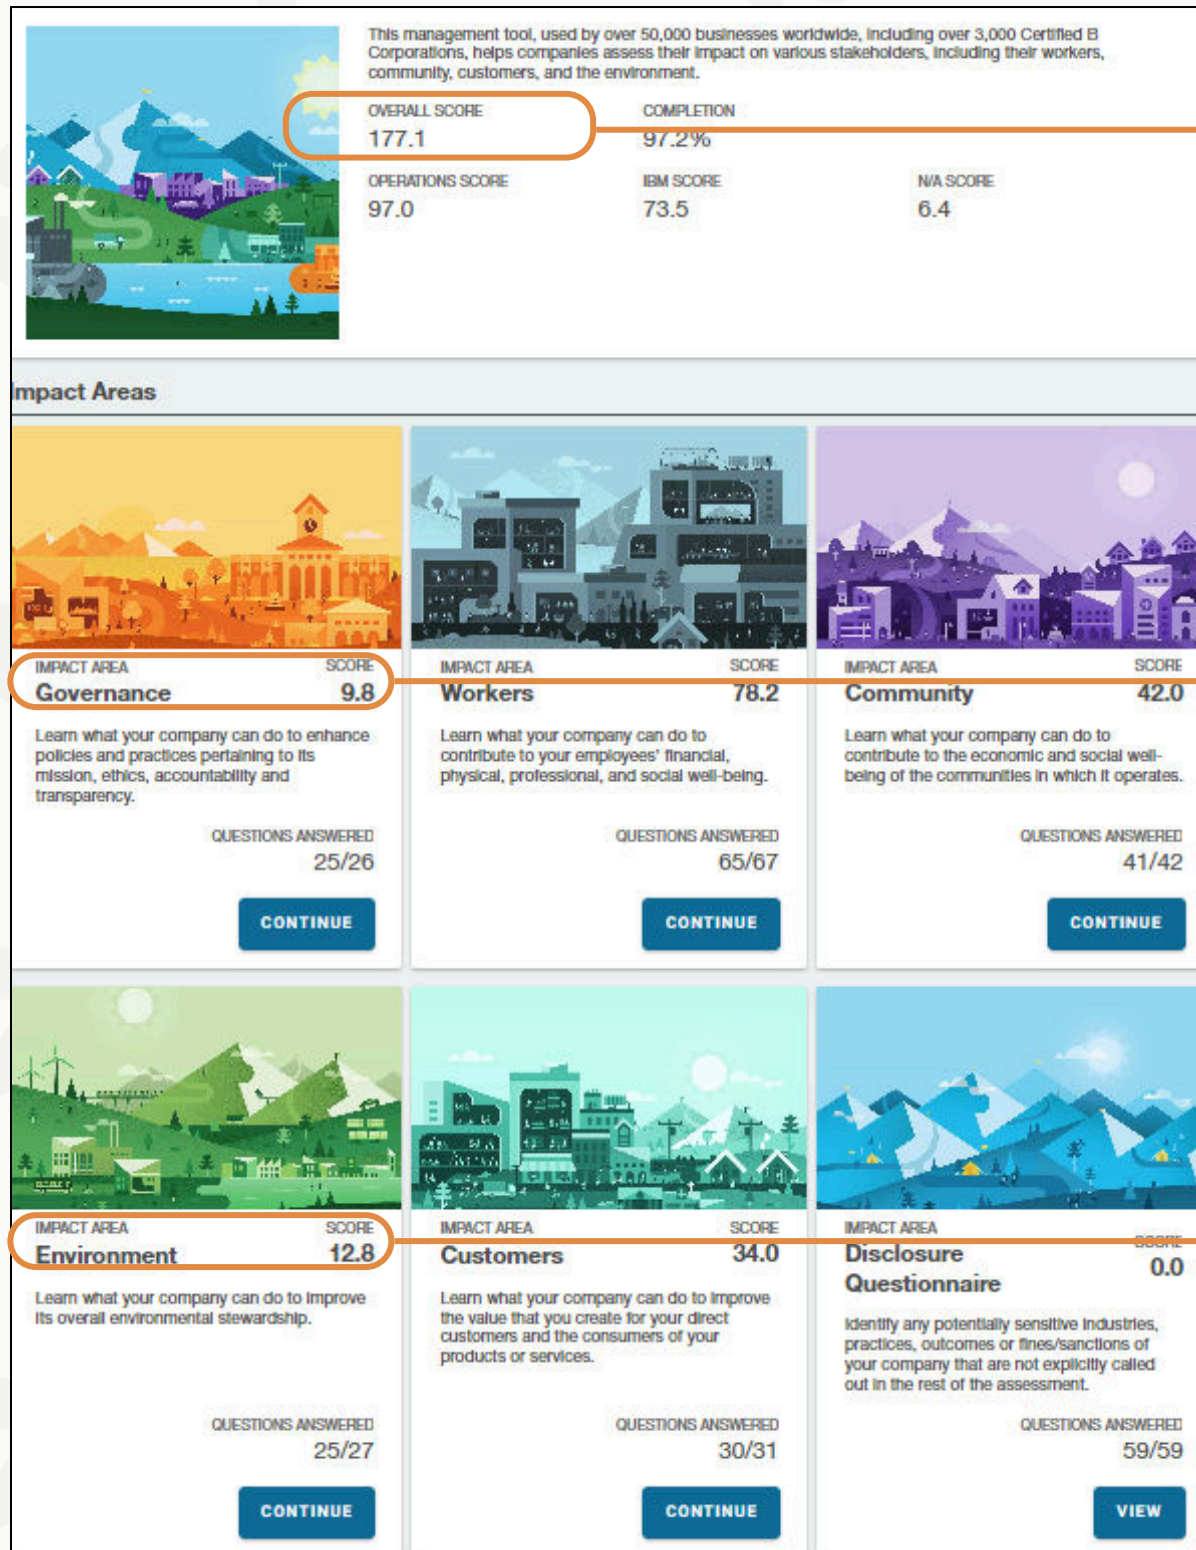 This management tool, used by over 50,000 businesses worldwide, including over 3,000 Certified B
Corporations, helps companies assess their impact on various stakeholders, including their workers,
community, customers, and the environment.
OVERALL SCORE
177.1
COMPLETION
97.2%
OPERATIONS SCORE
97.0
IBM SCORE
73.5
N/A SCORE
6.4
Impact Areas
IMPACT AREA
SCORE
Governance
9.8
Learn what your company can do to enhance
policies and practices pertaining to its
mission, ethics, accountability and
transparency.
QUESTIONS ANSWERED
25/26
CONTINUE
IMPACT AREA
SCORE
Workers
78.2
Learn what your company can do to
contribute to your employees' financial,
physical, professional, and social well-being.
QUESTIONS ANSWERED
65/67
CONTINUE
IMPACT AREA
SCORE
Community
42.0
Learn what your company can do to
contribute to the economic and social well-
being of the communities in which it operates.
QUESTIONS ANSWERED
41/42
CONTINUE
IMPACT AREA
SCORE
Environment
12.8
Learn what your company can do to improve
its overall environmental stewardship.
QUESTIONS ANSWERED
25/27
CONTINUE
IMPACT AREA
SCORE
Customers
34.0
Learn what your company can do to improve
the value that you create for your direct
customers and the consumers of your
products or services.
QUESTIONS ANSWERED
30/31
CONTINUE
IMPACT AREA
SCORE
Disclosure
Questionnaire
0.0
Identify any potentially sensitive industries,
practices, outcomes or fines/sanctions of
your company that are not explicitly called
out in the rest of the assessment.
QUESTIONS ANSWERED
59/59
VIEW